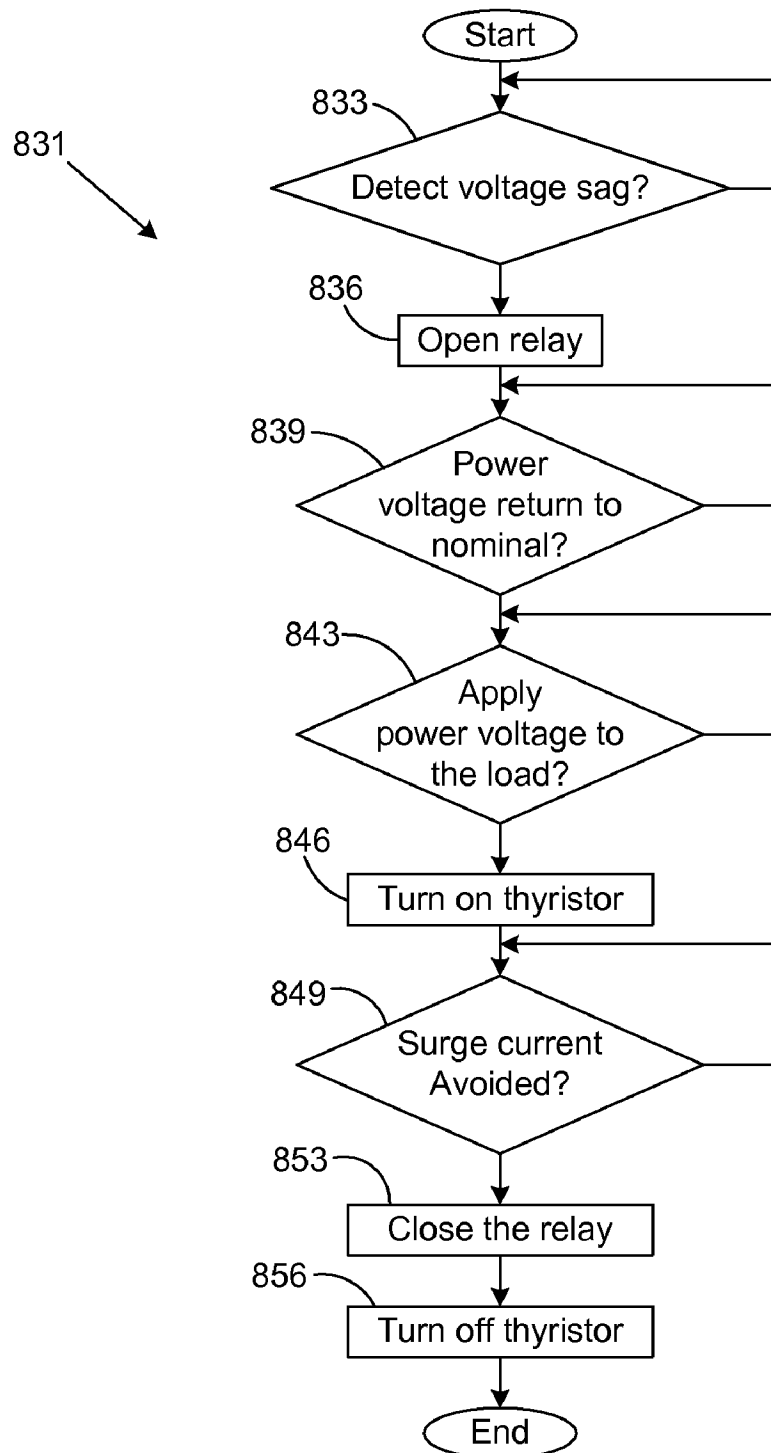 Start
833
831
Detect voltage sag?
836
Open relay
839
Power
voltage return to
nominal?
843
Apply
power voltage to
the load?
846
Turn on thyristor
849
Surge current
Avoided?
853
Close the relay
856
Turn off thyristor
End